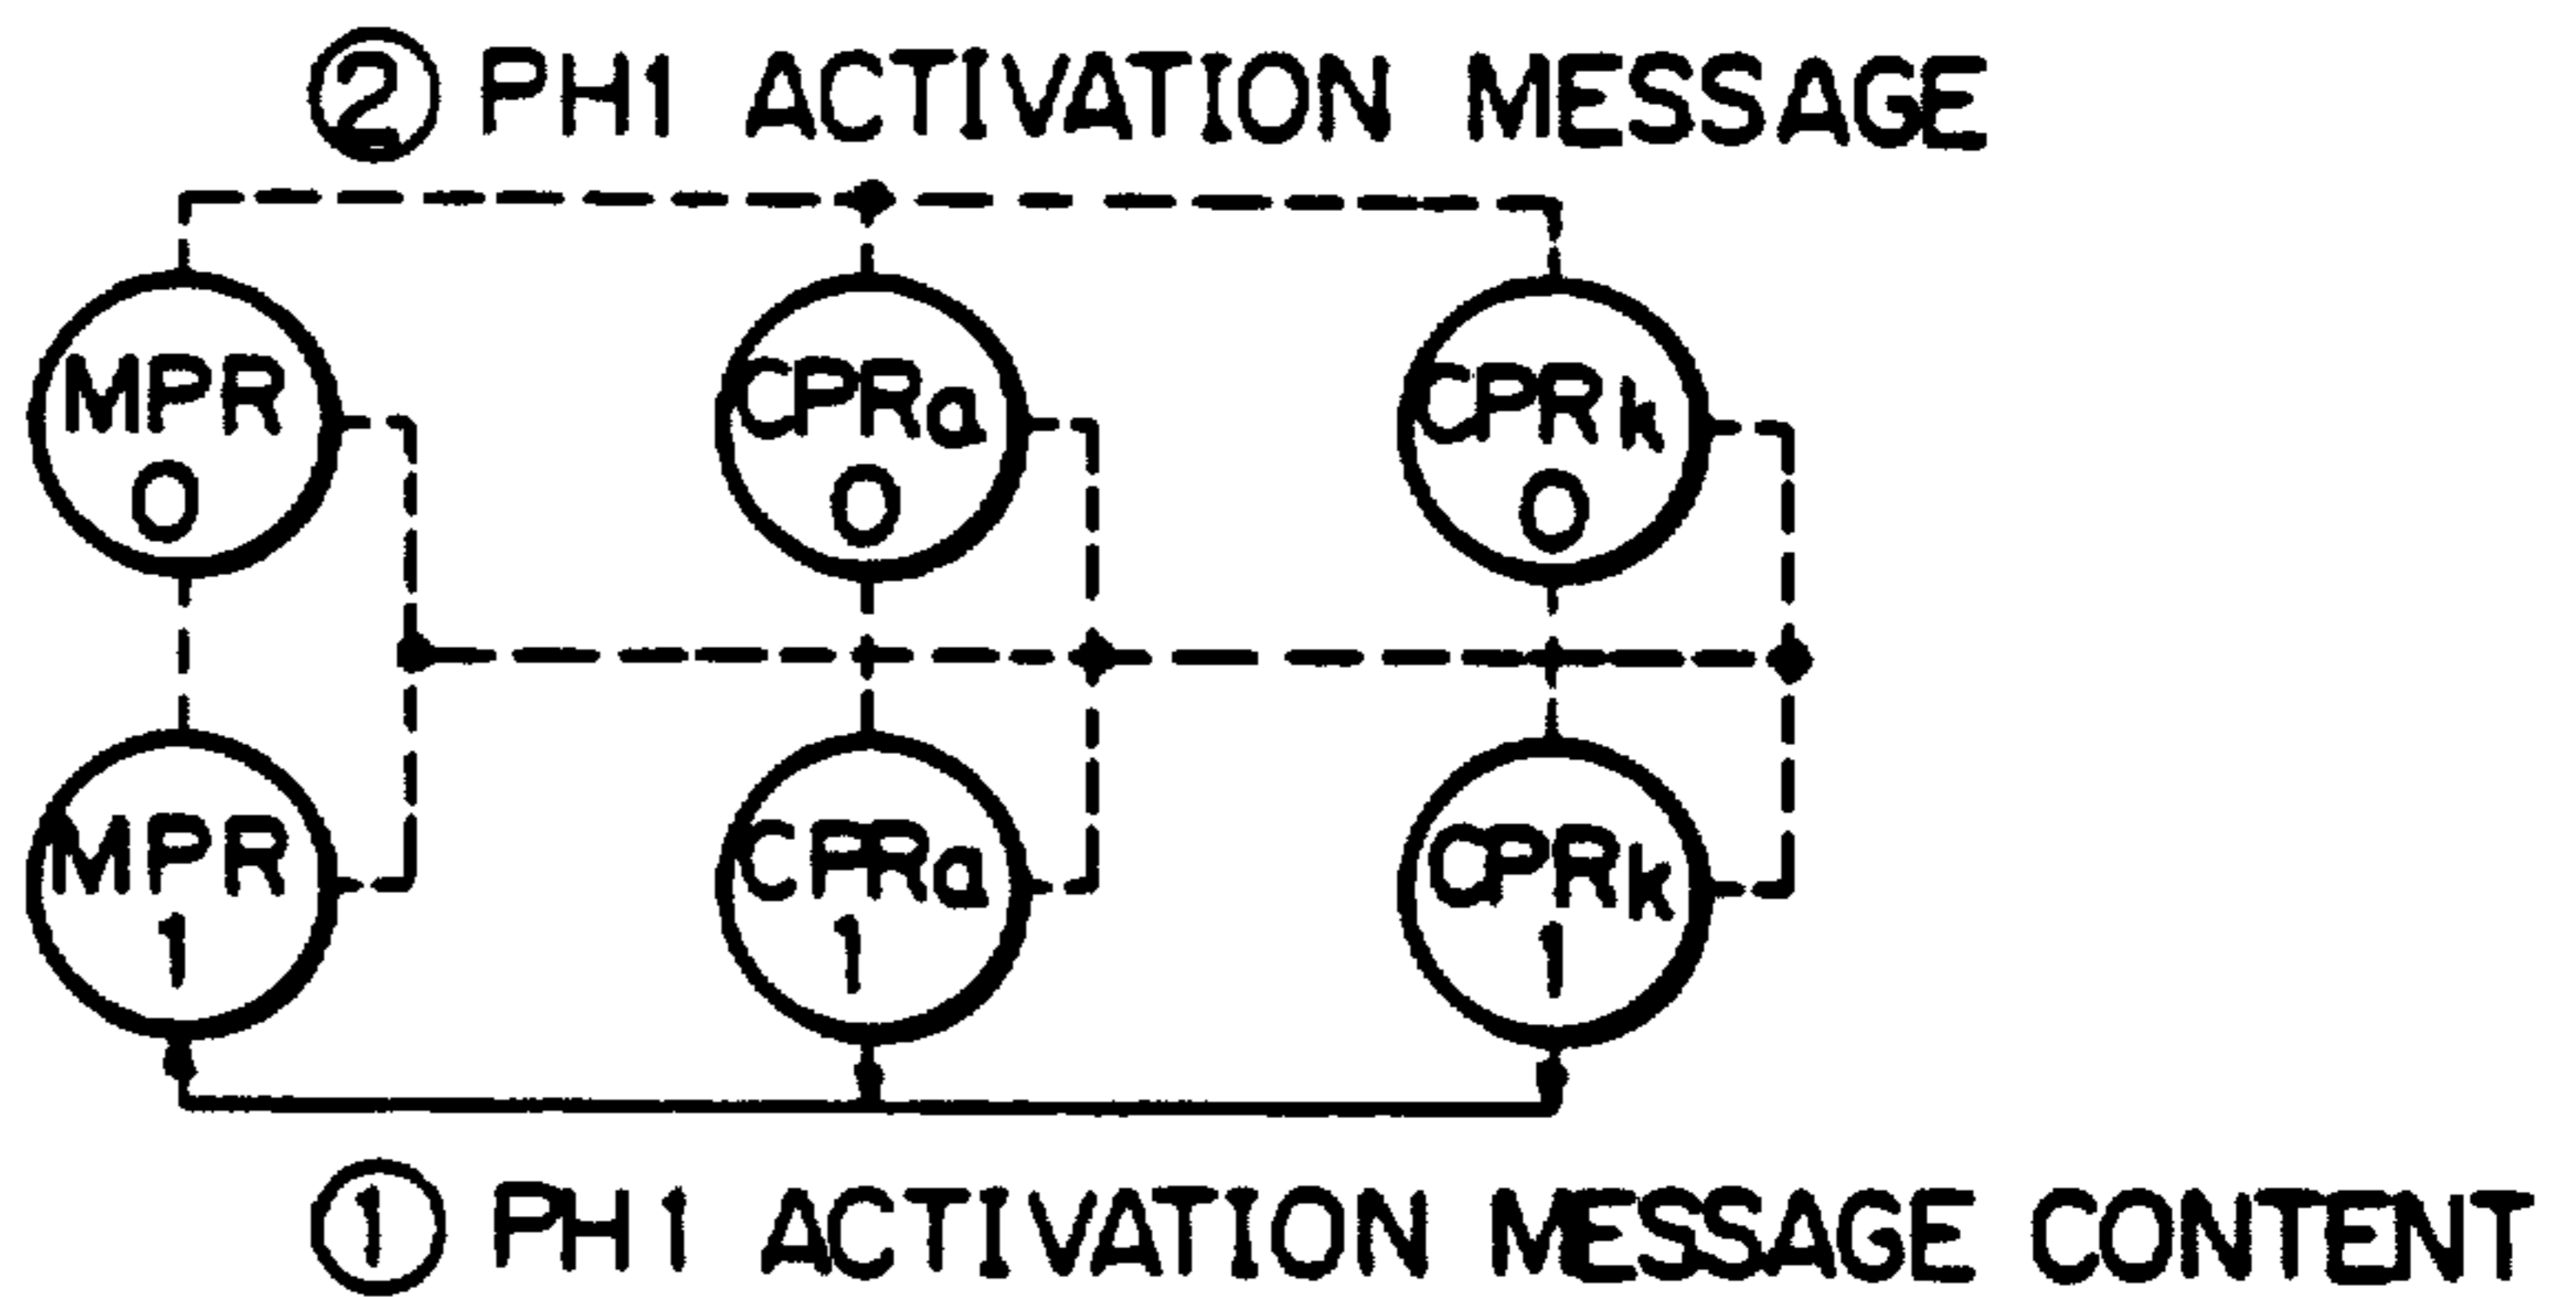 ② PH1 ACTIVATION MESSAGE
MPR
0
CPRa
0
CPRk
0
MPR
1
CPRa
1
CPRk
1
① PH1 ACTIVATION MESSAGE CONTENT